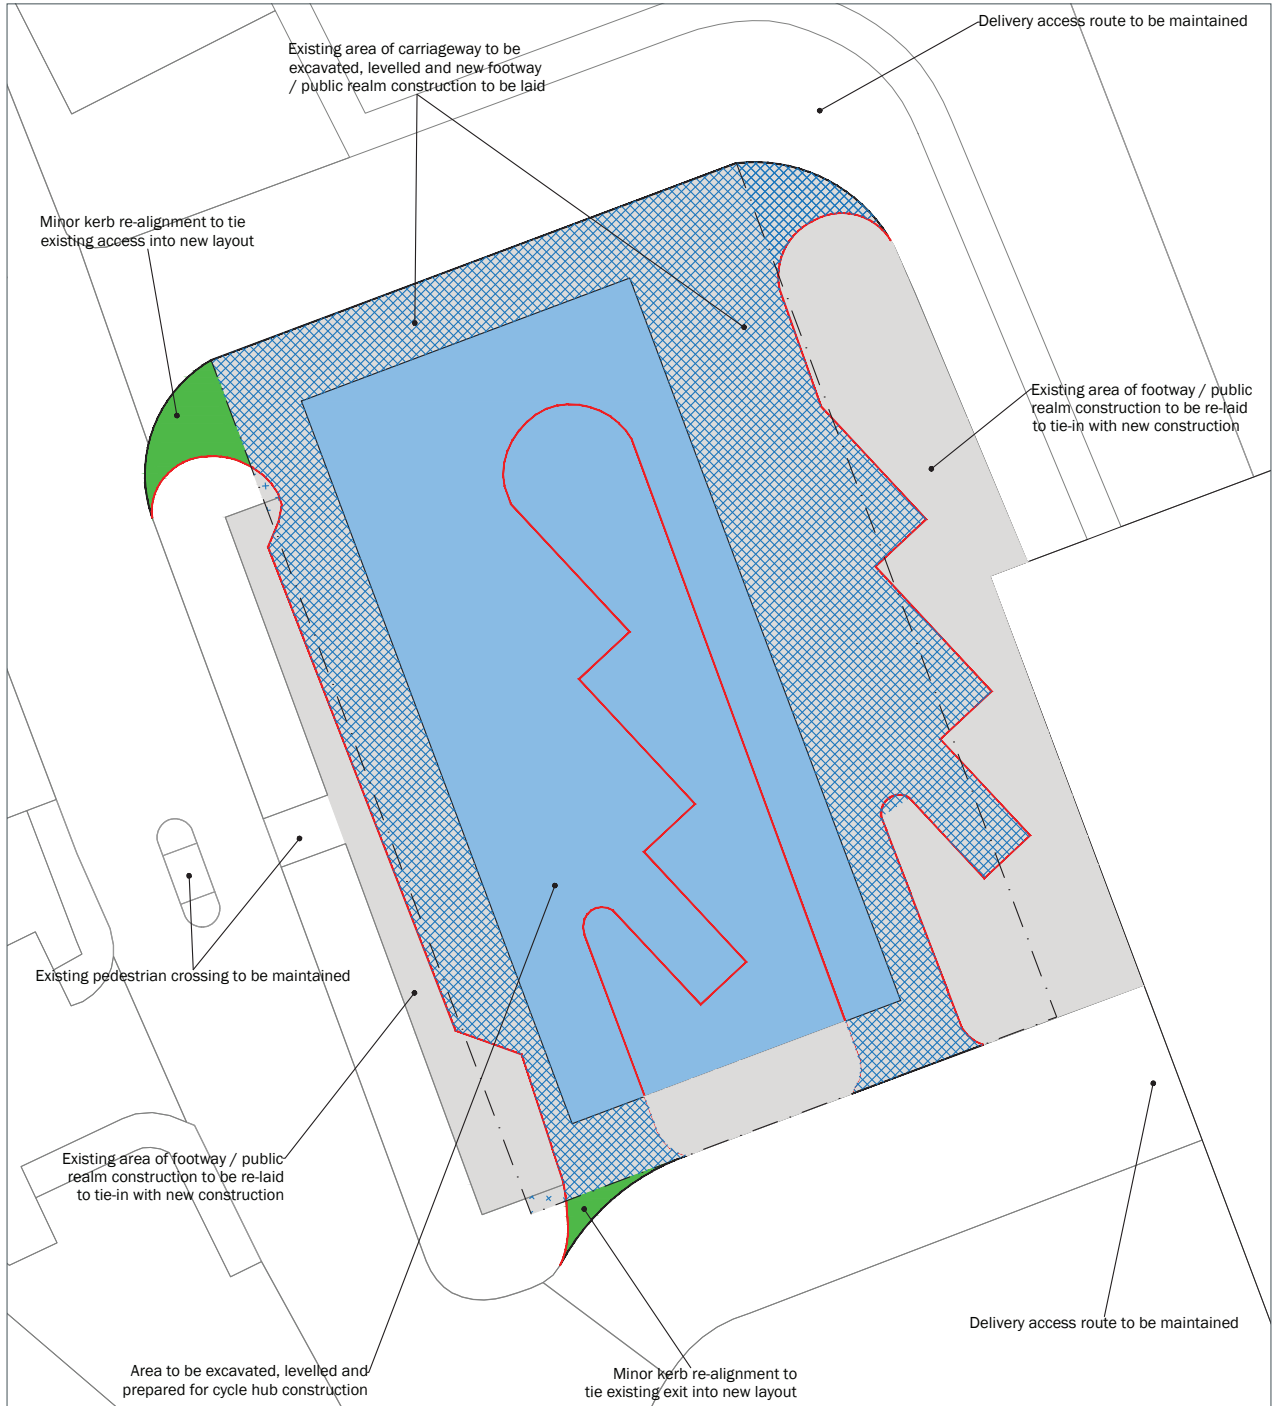 Delivery access route to be maintained
Existing area of carriageway to be
excavated, levelled and new footway
/ public realm construction to be laid
Minor kerb re-alignment to tie
existing access into new layout
Existing area of footway / public
realm construction to be re-laid
to tie-in with new construction
Existing pedestrian crossing to be maintained
Existing area of footway / public
realm construction to be re-laid
to tie-in with new construction
Delivery access route to be maintained
Area to be excavated, levelled and
prepared for cycle hub construction
Minor kerb re-alignment to
tie existing exit into new layout